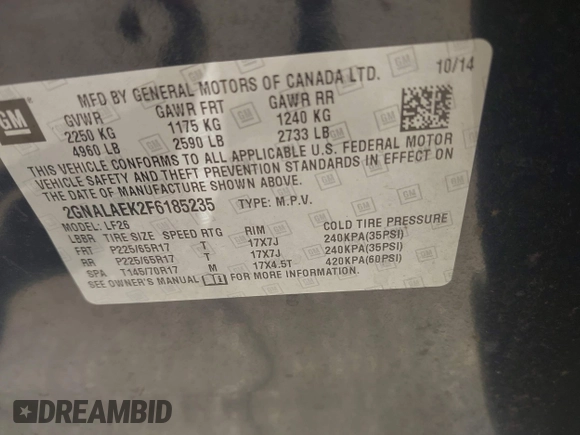 GM
MFD BY GENERAL MOTORS OF CANADA LTD. 10/14
GVWR GAWR FRT GAWR RR
2250 KG 1175 KG 1240 KG
4960 LB 2590 LB 2733 LB
THIS VEHICLE CONFORMS TO ALL APPLICABLE U.S. FEDERAL MOTOR
VEHICLE SAFETY AND THEFT PREVENTION STANDARDS IN EFFECT ON
THE DATE OF MANUFACTURE SHOWN ABOVE.
2GNALAEK2F6185235 TYPE: M.P.V.
MODEL: LF26
LBBR TIRE SIZE SPEED RTG RIM COLD TIRE PRESSURE
FRT P225/65R17 T 17X7J 240KPA(35PSI)
RR P225/65R17 T 17X7J 240KPA(35PSI)
SPA T145/70R17 M 17X4.5T 420KPA(60PSI)
SEE OWNER'S MANUAL FOR MORE INFORMATION.
DREAMBID